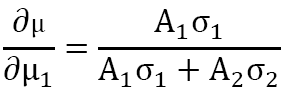 ∂μ/∂μ₁ = A₁σ₁/(A₁σ₁ + A₂σ₂)